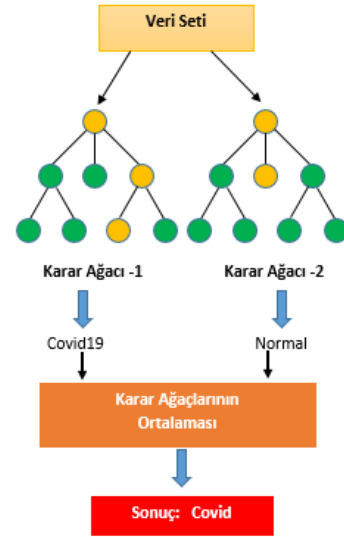 Veri Seti
Karar Ağacı -1
Karar Ağacı -2
Covid19
Normal
Karar Ağaçlarının
Ortalaması
Sonuç: Covid